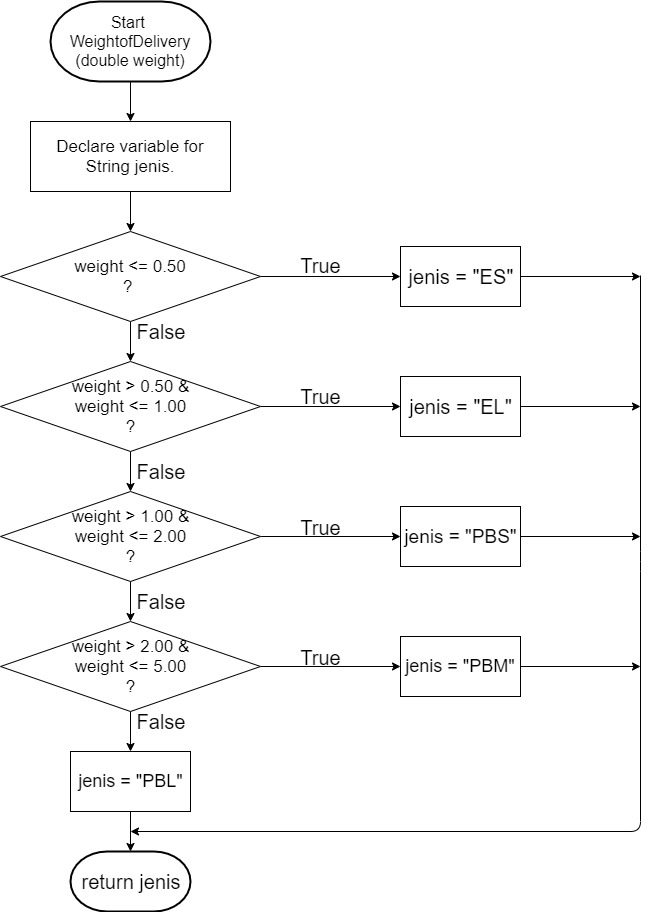 Start
WeightofDelivery
(double weight)
Declare variable for
String jenis.
weight <= 0.50
?
True
jenis = "ES"
False
weight > 0.50 &
weight <= 1.00
?
True
jenis = "EL"
False
weight > 1.00 &
weight <= 2.00
?
True
jenis = "PBS"
False
weight > 2.00 &
weight <= 5.00
?
True
jenis = "PBM"
False
jenis = "PBL"
return jenis